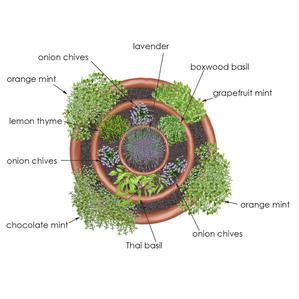 lavender
onion chives
boxwood basil
orange mint
grapefruit mint
lemon thyme
onion chives
orange mint
chocolate mint
onion chives
Thai basil